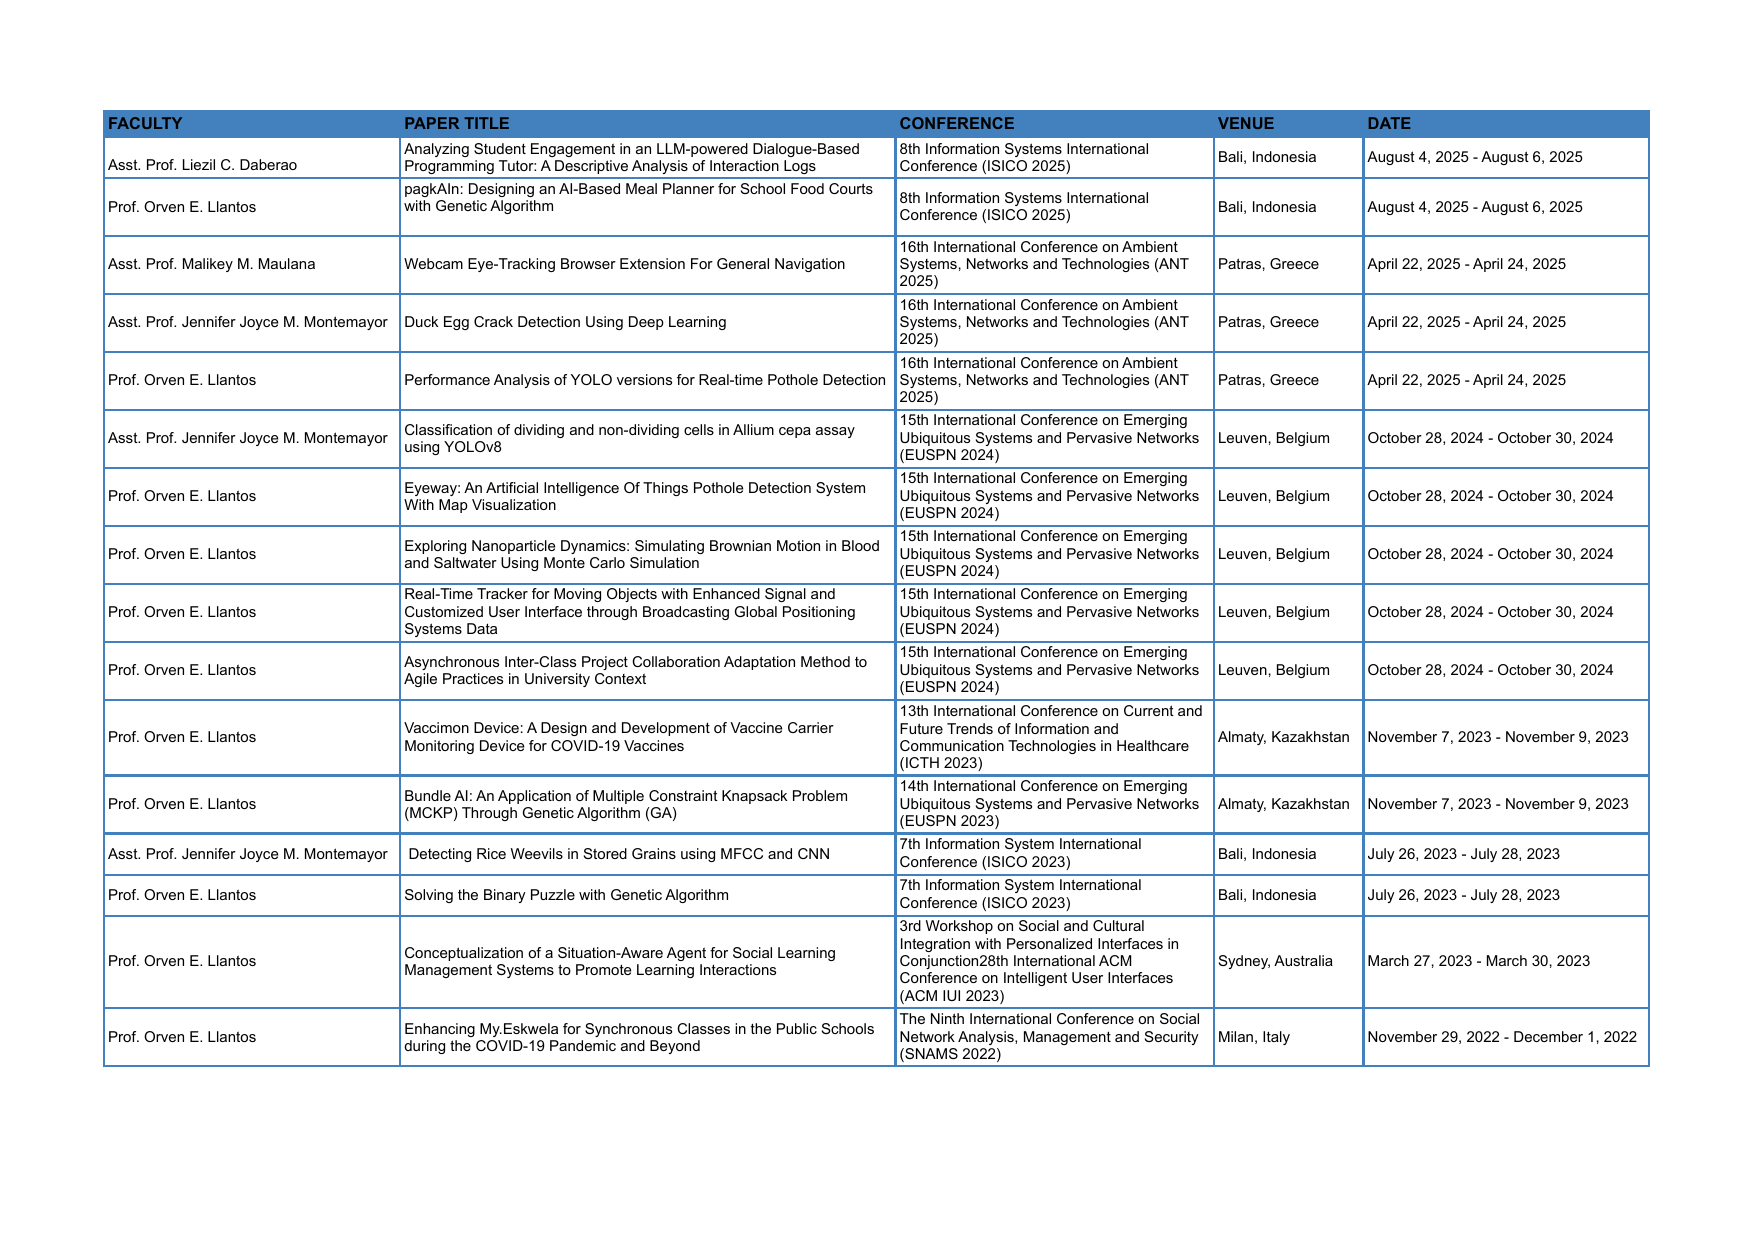 FACULTY PAPER TITLE CONFERENCE VENUE DATE
Asst. Prof. Liezil C. Daberao
Analyzing Student Engagement in an LLM-powered Dialogue-Based
Programming Tutor: A Descriptive Analysis of Interaction Logs
8th Information Systems International
Conference (ISICO 2025)
Bali, Indonesia
August 4, 2025 - August 6, 2025
Prof. Orven E. Llantos
pagkAIn: Designing an AI-Based Meal Planner for School Food Courts
with Genetic Algorithm
8th Information Systems International
Conference (ISICO 2025)
Bali, Indonesia
August 4, 2025 - August 6, 2025
Asst. Prof. Malikey M. Maulana
Webcam Eye-Tracking Browser Extension For General Navigation
16th International Conference on Ambient
Systems, Networks and Technologies (ANT
2025)
Patras, Greece
April 22, 2025 - April 24, 2025
Asst. Prof. Jennifer Joyce M. Montemayor
Duck Egg Crack Detection Using Deep Learning
16th International Conference on Ambient
Systems, Networks and Technologies (ANT
2025)
Patras, Greece
April 22, 2025 - April 24, 2025
Prof. Orven E. Llantos
Performance Analysis of YOLO versions for Real-time Pothole Detection
16th International Conference on Ambient
Systems, Networks and Technologies (ANT
2025)
Patras, Greece
April 22, 2025 - April 24, 2025
Asst. Prof. Jennifer Joyce M. Montemayor
Classification of dividing and non-dividing cells in Allium cepa assay
using YOLOv8
15th International Conference on Emerging
Ubiquitous Systems and Pervasive Networks
(EUSPN 2024)
Leuven, Belgium
October 28, 2024 - October 30, 2024
Prof. Orven E. Llantos
Eyeway: An Artificial Intelligence Of Things Pothole Detection System
With Map Visualization
15th International Conference on Emerging
Ubiquitous Systems and Pervasive Networks
(EUSPN 2024)
Leuven, Belgium
October 28, 2024 - October 30, 2024
Prof. Orven E. Llantos
Exploring Nanoparticle Dynamics: Simulating Brownian Motion in Blood
and Saltwater Using Monte Carlo Simulation
15th International Conference on Emerging
Ubiquitous Systems and Pervasive Networks
(EUSPN 2024)
Leuven, Belgium
October 28, 2024 - October 30, 2024
Prof. Orven E. Llantos
Real-Time Tracker for Moving Objects with Enhanced Signal and
Customized User Interface through Broadcasting Global Positioning
Systems Data
15th International Conference on Emerging
Ubiquitous Systems and Pervasive Networks
(EUSPN 2024)
Leuven, Belgium
October 28, 2024 - October 30, 2024
Prof. Orven E. Llantos
Asynchronous Inter-Class Project Collaboration Adaptation Method to
Agile Practices in University Context
15th International Conference on Emerging
Ubiquitous Systems and Pervasive Networks
(EUSPN 2024)
Leuven, Belgium
October 28, 2024 - October 30, 2024
Prof. Orven E. Llantos
Vaccimon Device: A Design and Development of Vaccine Carrier
Monitoring Device for COVID-19 Vaccines
13th International Conference on Current and
Future Trends of Information and
Communication Technologies in Healthcare
(ICTH 2023)
Almaty, Kazakhstan
November 7, 2023 - November 9, 2023
Prof. Orven E. Llantos
Bundle AI: An Application of Multiple Constraint Knapsack Problem
(MCKP) Through Genetic Algorithm (GA)
14th International Conference on Emerging
Ubiquitous Systems and Pervasive Networks
(EUSPN 2023)
Almaty, Kazakhstan
November 7, 2023 - November 9, 2023
Asst. Prof. Jennifer Joyce M. Montemayor
Detecting Rice Weevils in Stored Grains using MFCC and CNN
7th Information System International
Conference (ISICO 2023)
Bali, Indonesia
July 26, 2023 - July 28, 2023
Prof. Orven E. Llantos
Solving the Binary Puzzle with Genetic Algorithm
7th Information System International
Conference (ISICO 2023)
Bali, Indonesia
July 26, 2023 - July 28, 2023
Prof. Orven E. Llantos
Conceptualization of a Situation-Aware Agent for Social Learning
Management Systems to Promote Learning Interactions
3rd Workshop on Social and Cultural
Integration with Personalized Interfaces in
Conjunction28th International ACM
Conference on Intelligent User Interfaces
(ACM IUI 2023)
Sydney, Australia
March 27, 2023 - March 30, 2023
Prof. Orven E. Llantos
Enhancing My.Eskwela for Synchronous Classes in the Public Schools
during the COVID-19 Pandemic and Beyond
The Ninth International Conference on Social
Network Analysis, Management and Security
(SNAMS 2022)
Milan, Italy
November 29, 2022 - December 1, 2022